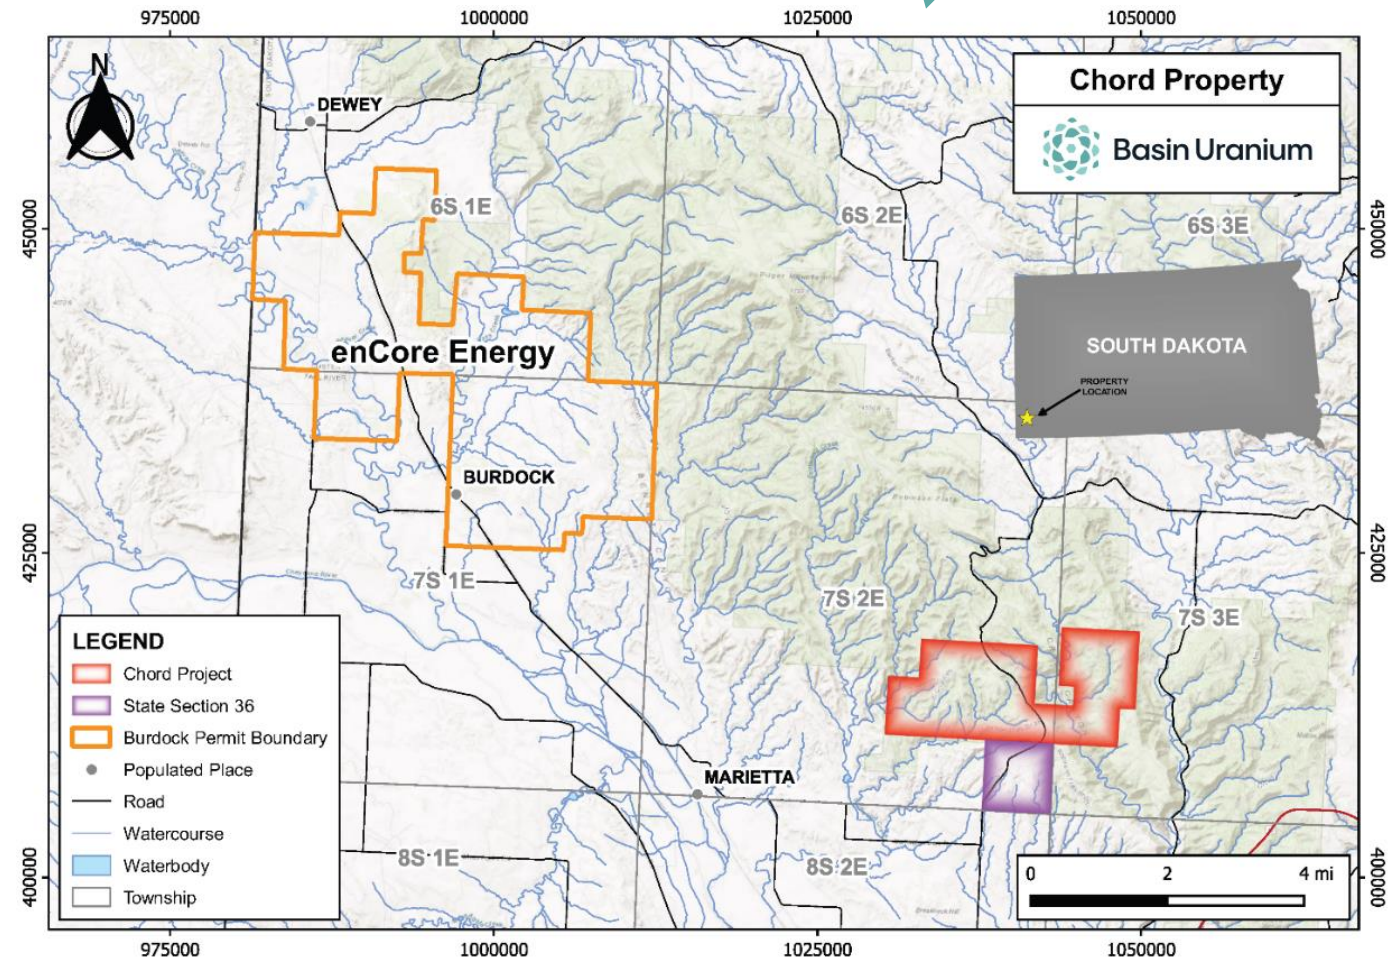 975000
1000000
1025000
1050000
N
DEWEY
Chord Property
Basin Uranium
6S 1E
6S 2E
6S 3E
450000
450000
SOUTH DAKOTA
PROPERTY
LOCATION
enCore Energy
BURDOCK
425000
425000
7S 1E
7S 2E
7S 3E
LEGEND
Chord Project
State Section 36
Burdock Permit Boundary
Populated Place
Road
Watercourse
Waterbody
Township
MARIETTA
8S 1E
8S 2E
400000
400000
0
2
4 mi
975000
1000000
1025000
1050000